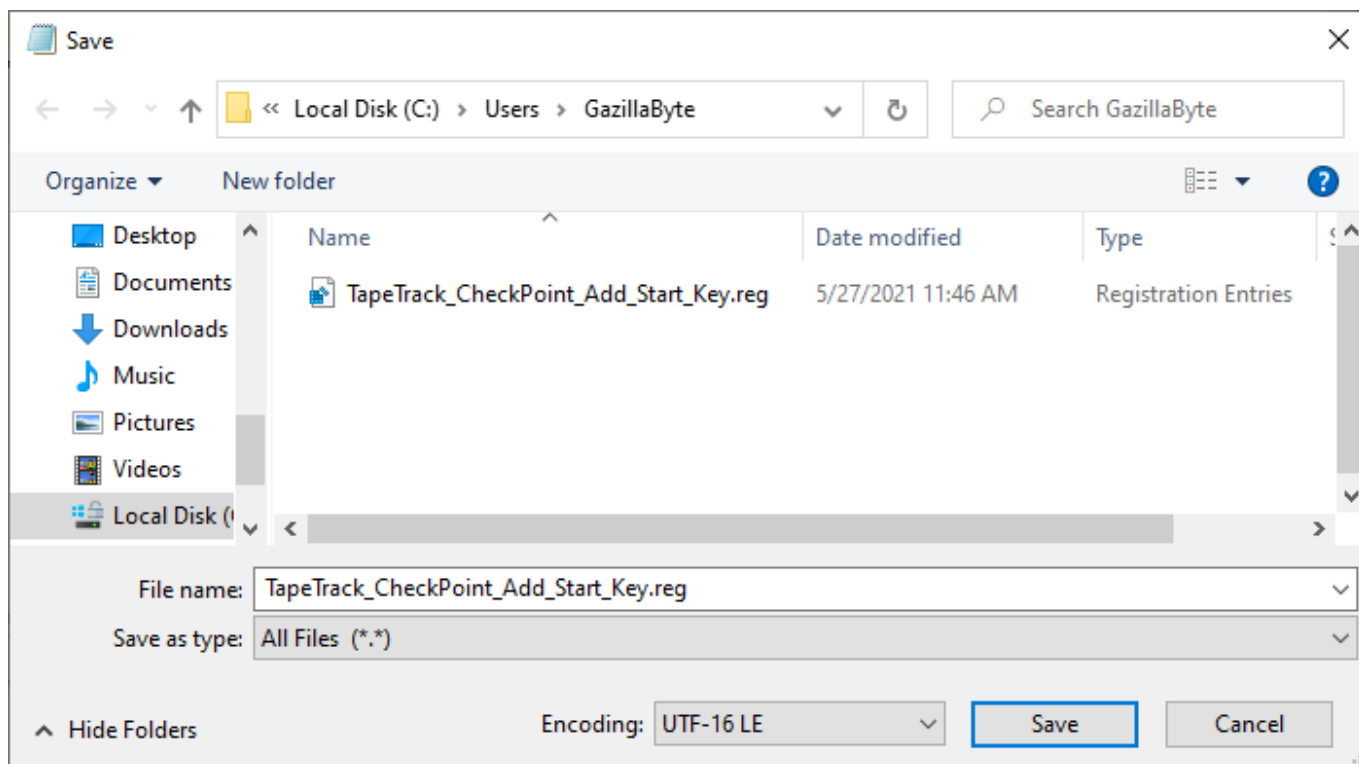 Save
« Local Disk (C:) > Users > GazillaByte
Search GazillaByte
Organize
New folder
?
Desktop
Documents
Downloads
Music
Pictures
Videos
Local Disk (
Name
Date modified
Type
TapeTrack_CheckPoint_Add_Start_Key.reg
5/27/2021 11:46 AM
Registration Entries
File name: TapeTrack_CheckPoint_Add_Start_Key.reg
Save as type: All Files (*.*)
Hide Folders
Encoding: UTF-16 LE
Save
Cancel